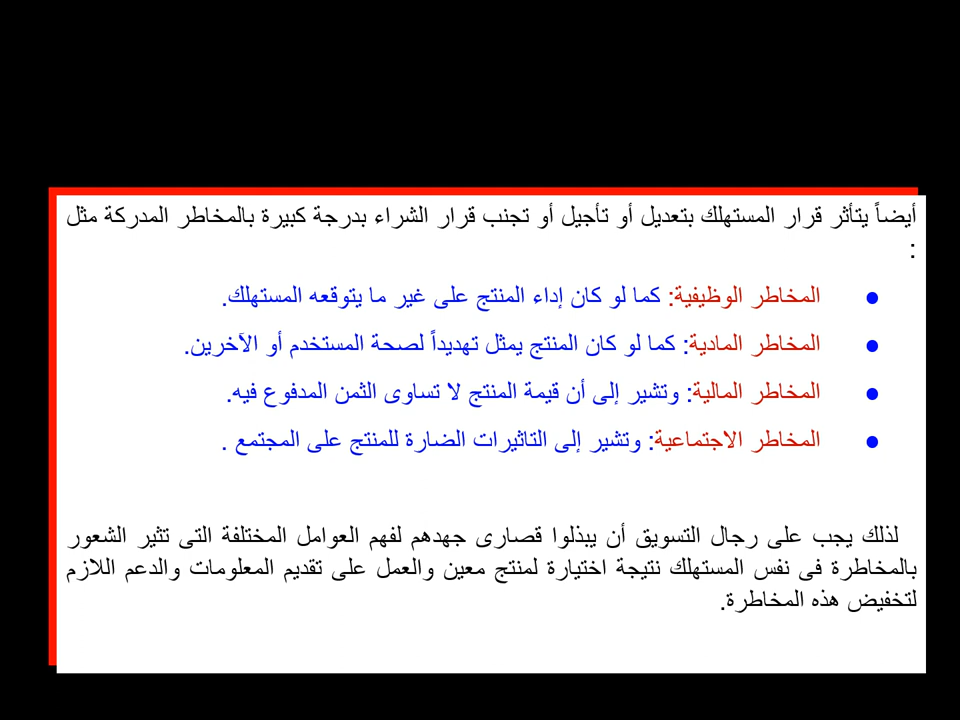 أيضاً يتأثر قرار المستهلك بتعديل أو تأجيل أو تجنب قرار الشراء بدرجة كبيرة بالمخاطر المدركة مثل
:
● المخاطر الوظيفية: كما لو كان إداء المنتج على غير ما يتوقعه المستهلك.
● المخاطر المادية: كما لو كان المنتج يمثل تهديداً لصحة المستخدم أو الآخرين.
● المخاطر المالية: وتشير إلى أن قيمة المنتج لا تساوى الثمن المدفوع فيه.
● المخاطر الاجتماعية: وتشير إلى التاثيرات الضارة للمنتج على المجتمع .
لذلك يجب على رجال التسويق أن يبذلوا قصارى جهدهم لفهم العوامل المختلفة التى تثير الشعور
بالمخاطرة فى نفس المستهلك نتيجة اختيارة لمنتج معين والعمل على تقديم المعلومات والدعم اللازم
لتخفيض هذه المخاطرة.